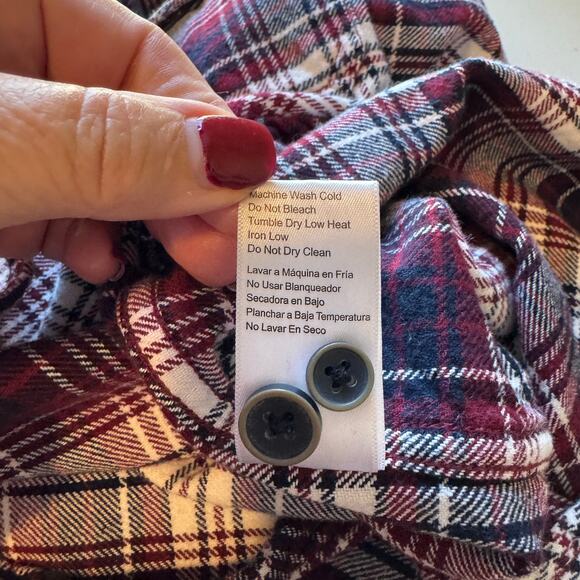 Machine Wash Cold
Do Not Bleach
Tumble Dry Low Heat
Iron Low
Do Not Dry Clean
Lavar a Máquina en Fría
No Usar Blanqueador
Secadora en Bajo
Planchar a Baja Temperatura
No Lavar En Seco